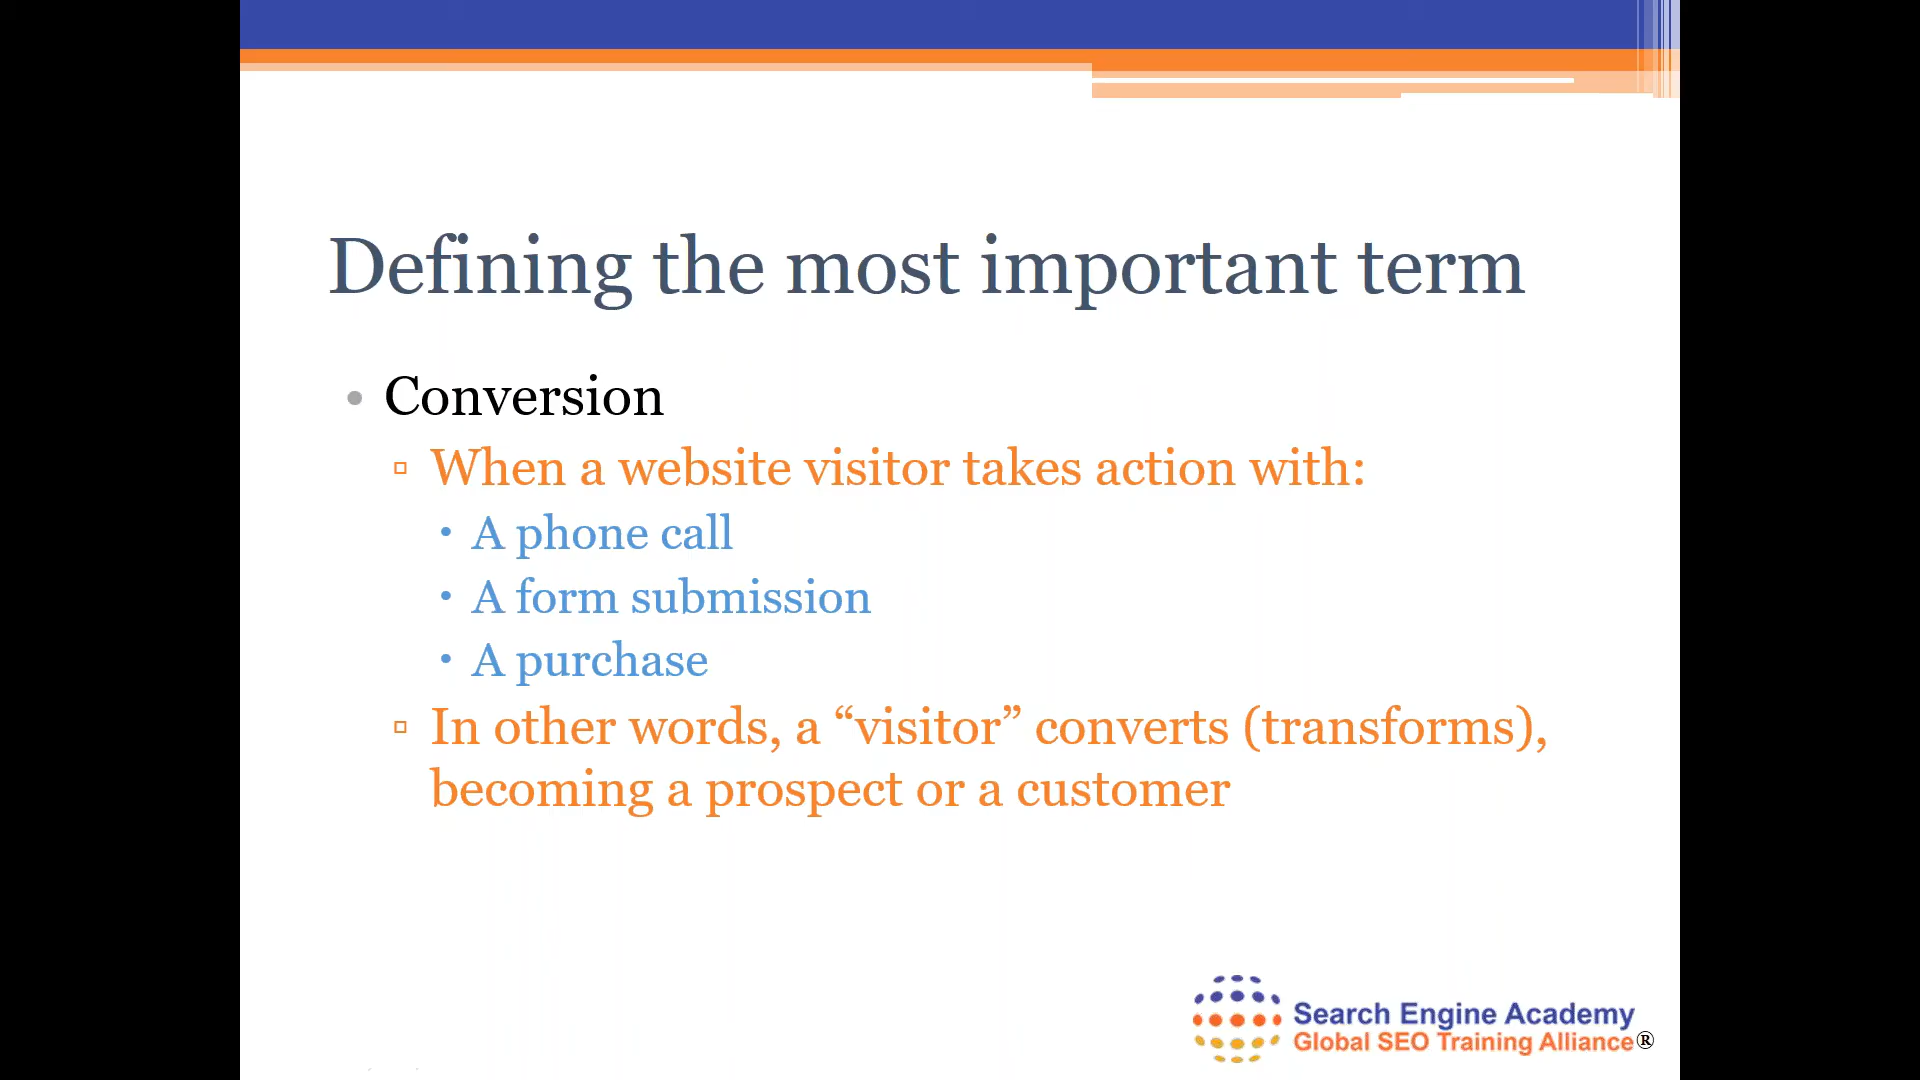 Defining the most important term
• Conversion
▫ When a website visitor takes action with:
▪ A phone call
▪ A form submission
▪ A purchase
▫ In other words, a “visitor” converts (transforms),
becoming a prospect or a customer
Search Engine Academy
Global SEO Training Alliance®